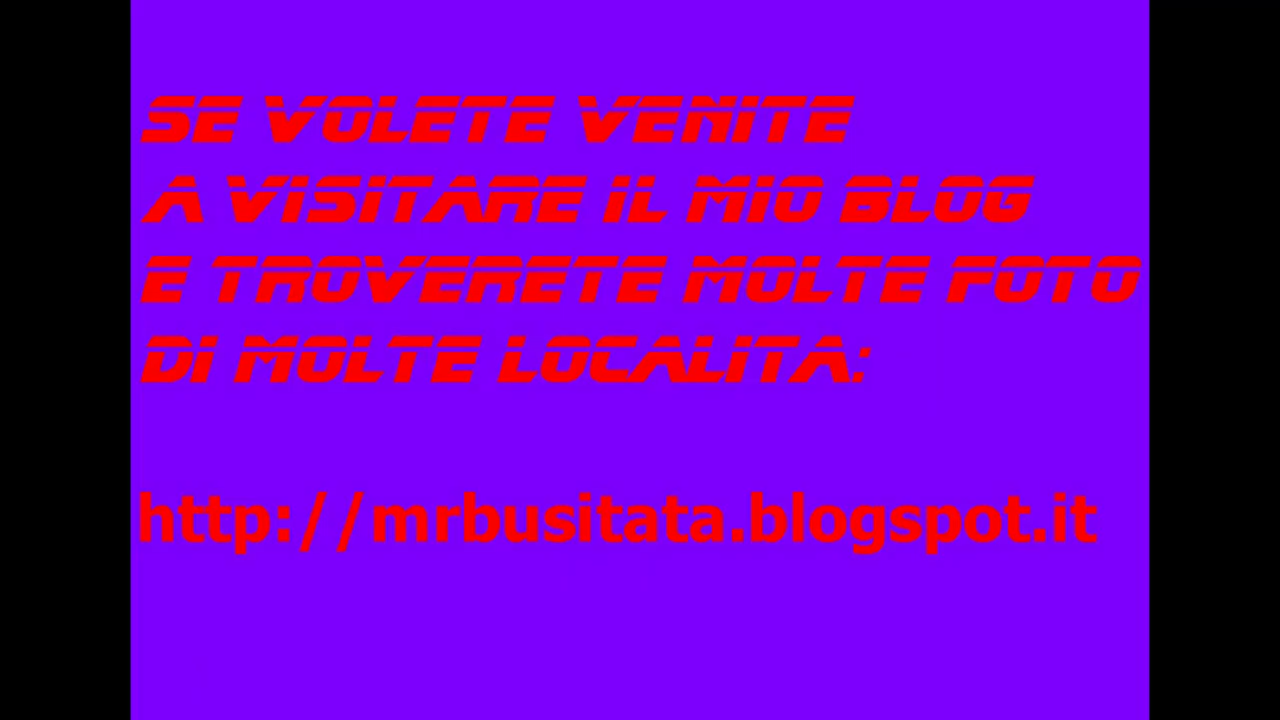 SE VOLETE VENITE
A VISITARE IL MIO BLOG
E TROVERETE MOLTE FOTO
DI MOLTE LOCALITA:
http://mrbusitata.blogspot.it